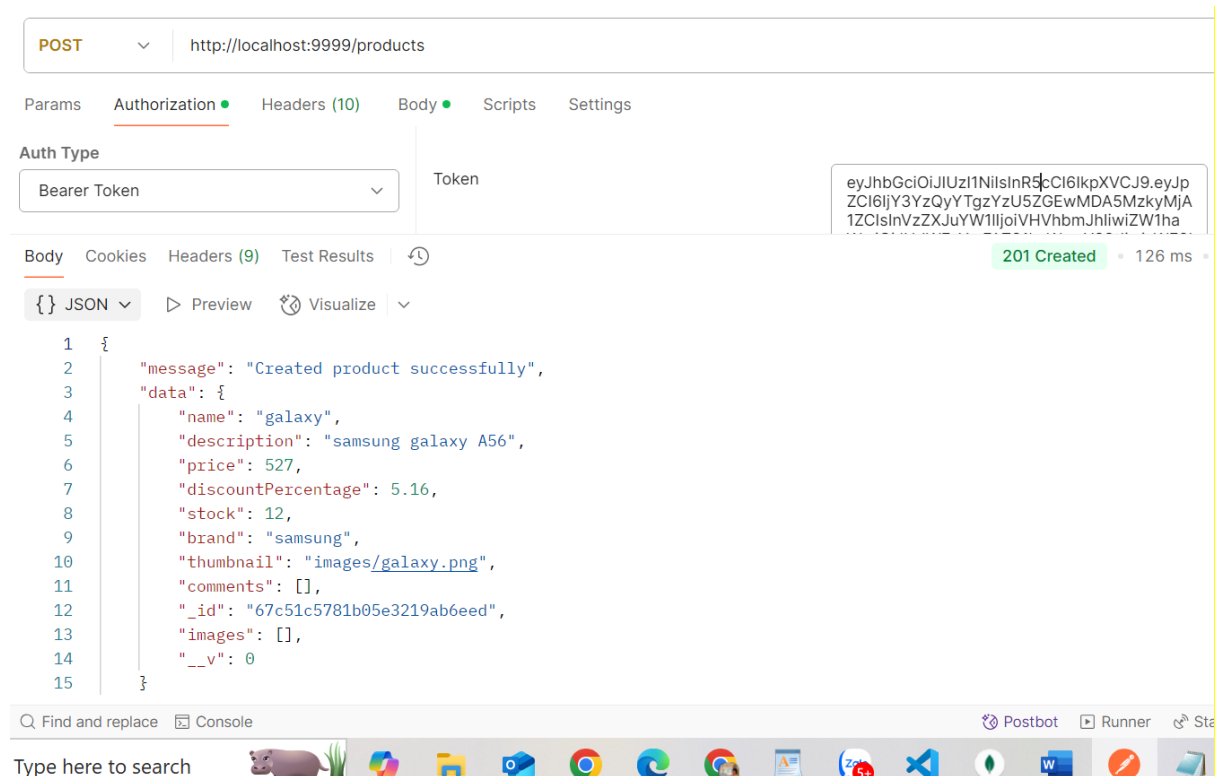 POST http://localhost:9999/products
Params Authorization Headers (10) Body Scripts Settings
Auth Type
Bearer Token
Token
eyJhbGciOiJIUzI1NiIsInR5cCI6IkpXVCJ9.eyJp
ZCI6IjY3YzQyYTgzYzU5ZGEwMDA5MzkyMjA
1ZCIsInVzZXJuYW1lIjoiVHVhbmJhIiwiZW1ha
Body Cookies Headers (9) Test Results 201 Created 126 ms
{} JSON Preview Visualize
1 {
2 "message": "Created product successfully",
3 "data": {
4 "name": "galaxy",
5 "description": "samsung galaxy A56",
6 "price": 527,
7 "discountPercentage": 5.16,
8 "stock": 12,
9 "brand": "samsung",
10 "thumbnail": "images/galaxy.png",
11 "comments": [],
12 "_id": "67c51c5781b05e3219ab6eed",
13 "images": [],
14 "__v": 0
15 }
Find and replace Console Postbot Runner Sta
Type here to search
Zalo 5+
W